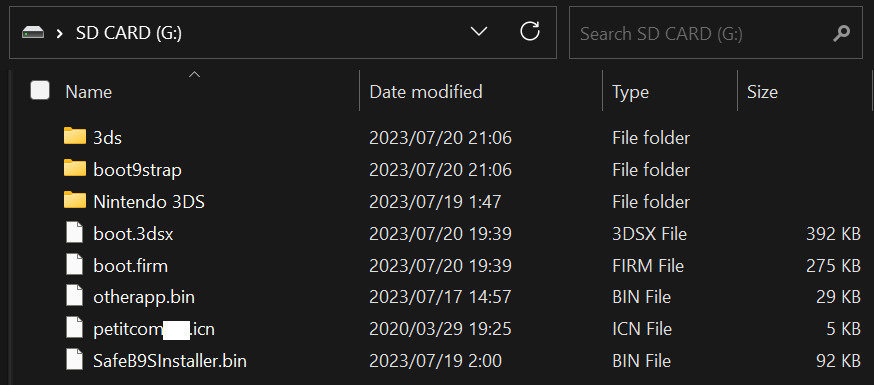 SD CARD (G:) Search SD CARD (G:)
Name Date modified Type Size
3ds 2023/07/20 21:06 File folder
boot9strap 2023/07/20 21:06 File folder
Nintendo 3DS 2023/07/19 1:47 File folder
boot.3dsx 2023/07/20 19:39 3DSX File 392 KB
boot.firm 2023/07/20 19:39 FIRM File 275 KB
otherapp.bin 2023/07/17 14:57 BIN File 29 KB
petitcom .icn 2020/03/29 19:25 ICN File 5 KB
SafeB9SInstaller.bin 2023/07/19 2:00 BIN File 92 KB